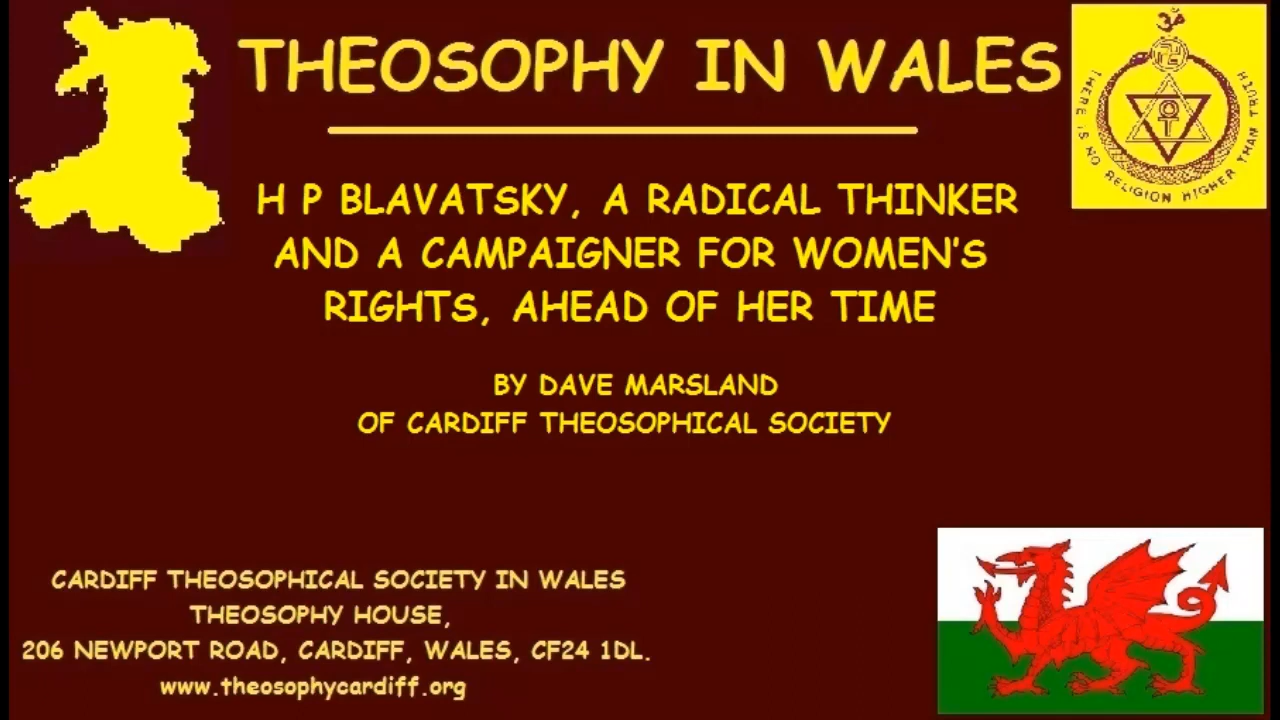 THEOSOPHY IN WALES
ॐ
THERE IS NO RELIGION HIGHER THAN TRUTH
H P BLAVATSKY, A RADICAL THINKER
AND A CAMPAIGNER FOR WOMEN'S
RIGHTS, AHEAD OF HER TIME
BY DAVE MARSLAND
OF CARDIFF THEOSOPHICAL SOCIETY
CARDIFF THEOSOPHICAL SOCIETY IN WALES
THEOSOPHY HOUSE,
206 NEWPORT ROAD, CARDIFF, WALES, CF24 1DL.
www.theosophycardiff.org